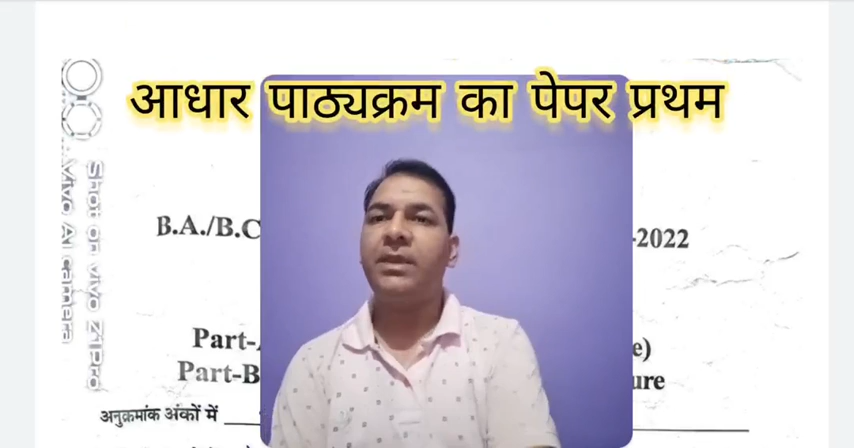 आधार पाठ्यक्रम का पेपर प्रथम
Shot on vivo Z1Pro
Vivo AI camera
B.A./B.C
-2022
Part-
e)
Part-B
ure
अनुक्रमांक अंकों में